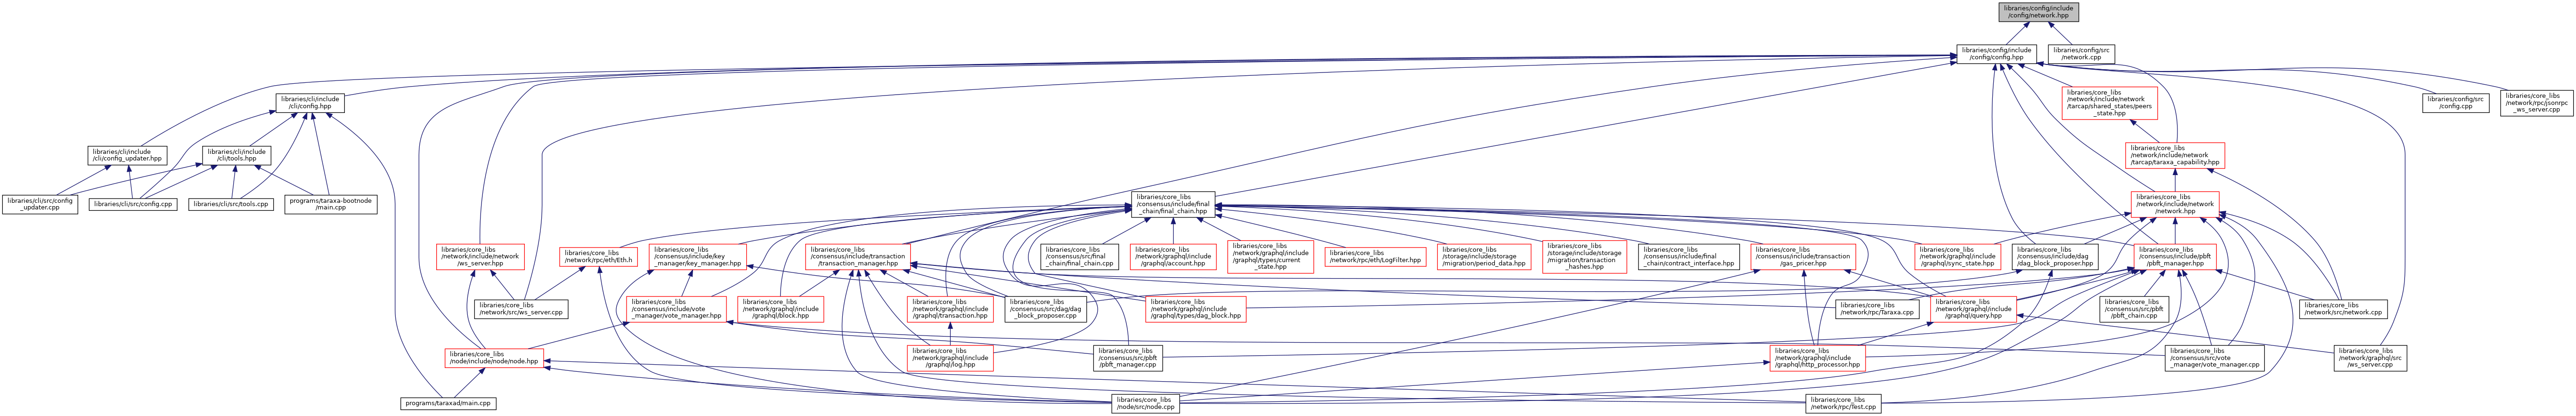 libraries/config/include
/config/network.hpp
libraries/config/include
/config/config.hpp
libraries/config/src
/network.cpp
libraries/cli/include
/cli/config.hpp
libraries/core_libs
/network/include/network
/tarcap/shared_states/peers
_state.hpp
libraries/config/src
/config.cpp
libraries/core_libs
/network/rpc/jsonrpc
_ws_server.cpp
libraries/cli/include
/cli/config_updater.hpp
libraries/cli/include
/cli/tools.hpp
libraries/core_libs
/network/include/network
/tarcap/taraxa_capability.hpp
libraries/cli/src/config
_updater.cpp
libraries/cli/src/config.cpp
libraries/cli/src/tools.cpp
programs/taraxa-bootnode
/main.cpp
libraries/core_libs
/consensus/include/final
_chain/final_chain.hpp
libraries/core_libs
/network/include/network
/network.hpp
libraries/core_libs
/network/include/network
/ws_server.hpp
libraries/core_libs
/network/rpc/eth/Eth.h
libraries/core_libs
/consensus/include/key
_manager/key_manager.hpp
libraries/core_libs
/consensus/include/transaction
/transaction_manager.hpp
libraries/core_libs
/consensus/src/final
_chain/final_chain.cpp
libraries/core_libs
/network/graphql/include
/graphql/account.hpp
libraries/core_libs
/network/graphql/include
/graphql/types/current
_state.hpp
libraries/core_libs
/network/rpc/eth/LogFilter.hpp
libraries/core_libs
/storage/include/storage
/migration/period_data.hpp
libraries/core_libs
/storage/include/storage
/migration/transaction
_hashes.hpp
libraries/core_libs
/consensus/include/final
_chain/contract_interface.hpp
libraries/core_libs
/consensus/include/transaction
/gas_pricer.hpp
libraries/core_libs
/network/graphql/include
/graphql/sync_state.hpp
libraries/core_libs
/consensus/include/dag
/dag_block_proposer.hpp
libraries/core_libs
/consensus/include/pbft
/pbft_manager.hpp
libraries/core_libs
/network/src/ws_server.cpp
libraries/core_libs
/consensus/include/vote
_manager/vote_manager.hpp
libraries/core_libs
/network/graphql/include
/graphql/block.hpp
libraries/core_libs
/network/graphql/include
/graphql/transaction.hpp
libraries/core_libs
/consensus/src/dag/dag
_block_proposer.cpp
libraries/core_libs
/network/graphql/include
/graphql/types/dag_block.hpp
libraries/core_libs
/network/rpc/Taraxa.cpp
libraries/core_libs
/network/graphql/include
/graphql/query.hpp
libraries/core_libs
/consensus/src/pbft
/pbft_chain.cpp
libraries/core_libs
/network/src/network.cpp
libraries/core_libs
/node/include/node/node.hpp
libraries/core_libs
/network/graphql/include
/graphql/log.hpp
libraries/core_libs
/consensus/src/pbft
/pbft_manager.cpp
libraries/core_libs
/network/graphql/include
/graphql/http_processor.hpp
libraries/core_libs
/consensus/src/vote
_manager/vote_manager.cpp
libraries/core_libs
/network/graphql/src
/ws_server.cpp
programs/taraxad/main.cpp
libraries/core_libs
/node/src/node.cpp
libraries/core_libs
/network/rpc/Test.cpp